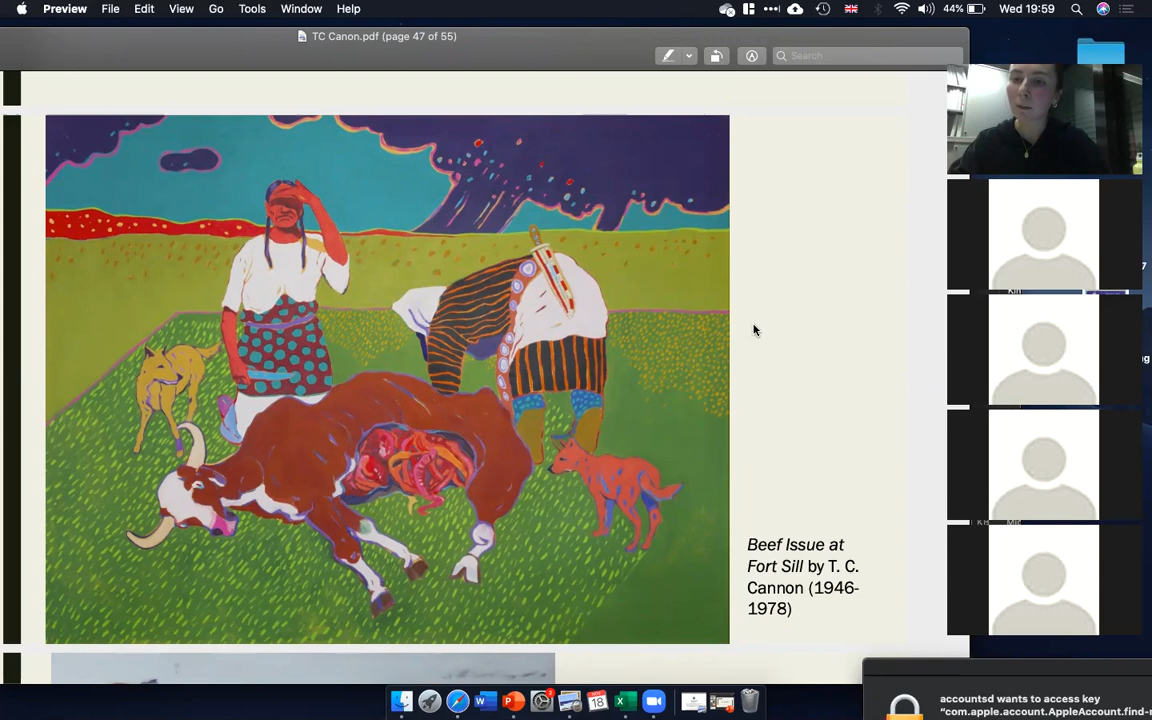 Preview File Edit View Go Tools Window Help 44% Wed 19:59
TC Canon.pdf (page 47 of 55)
Search
Beef Issue at
Fort Sill by T. C.
Cannon (1946-
1978)
NOV
18
accountsd wants to access key
"com.apple.account.AppleAccount.find-